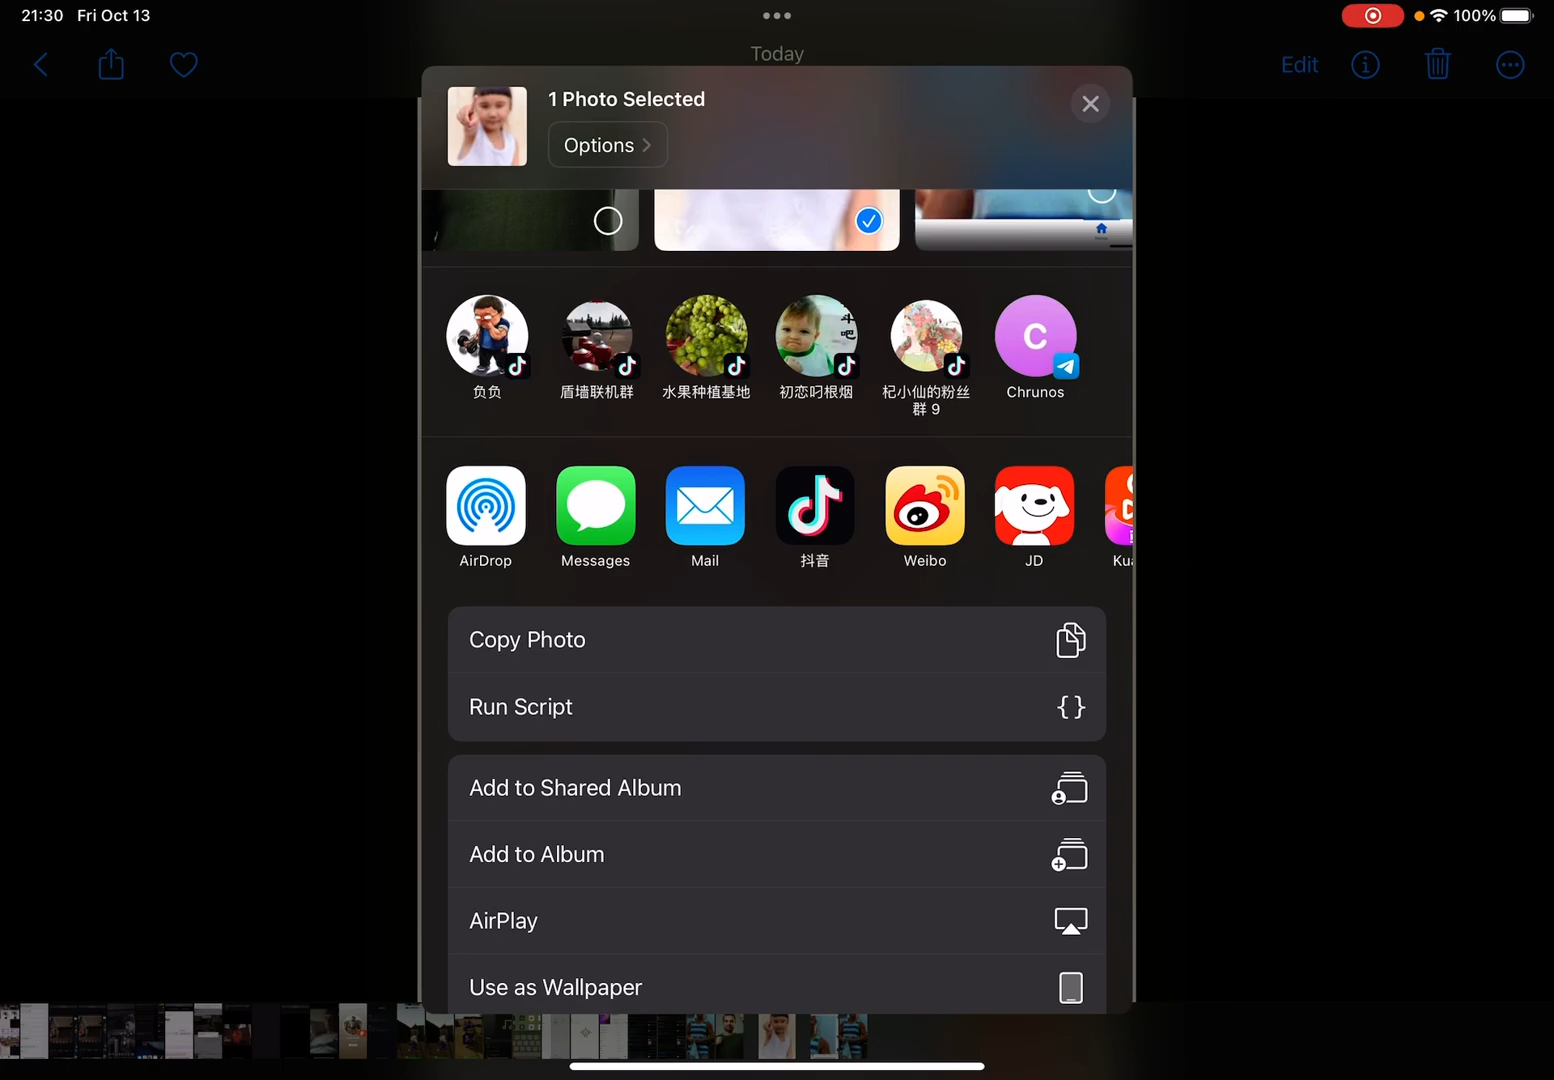 21:30 Fri Oct 13
100%
Today
Edit
1 Photo Selected
Options
负负
盾墙联机群
水果种植基地
初恋叼根烟
杞小仙的粉丝
群 9
C
Chrunos
AirDrop
Messages
Mail
抖音
Weibo
JD
Kua
Copy Photo
Run Script
Add to Shared Album
Add to Album
AirPlay
Use as Wallpaper